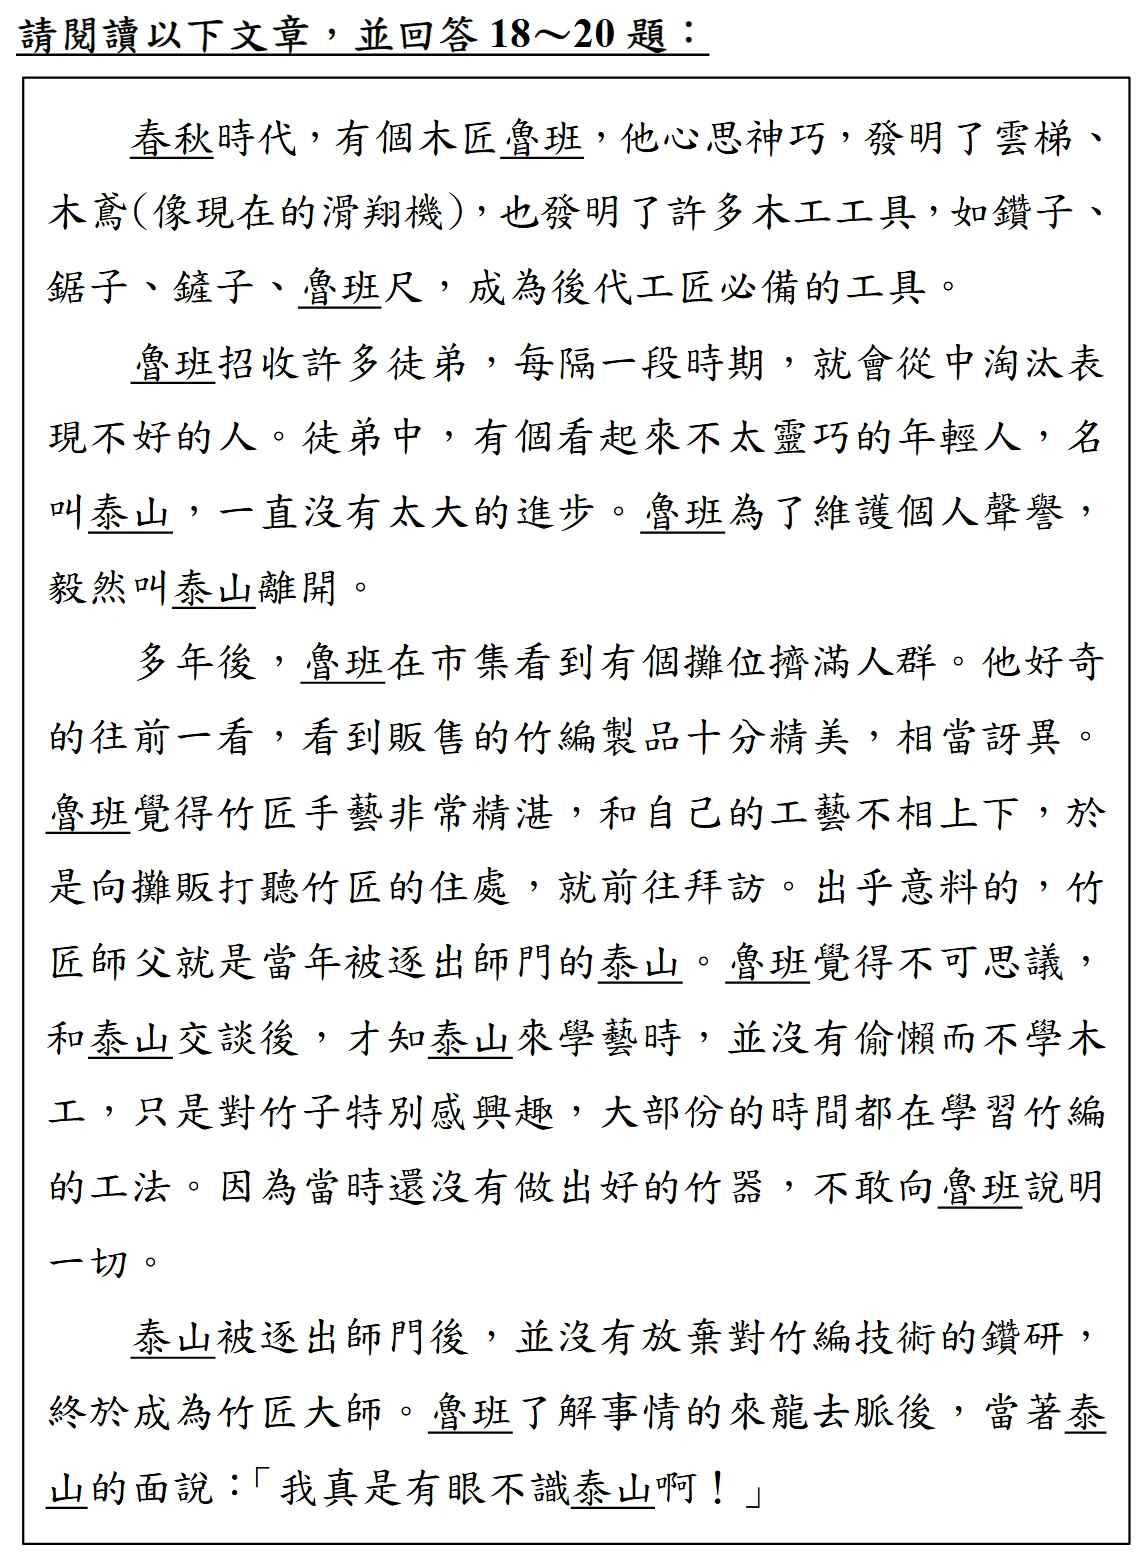 請閱讀以下文章，並回答 18～20 題：
春秋時代，有個木匠魯班，他心思神巧，發明了雲梯、
木鳶(像現在的滑翔機)，也發明了許多木工工具，如鑽子、
鋸子、鏟子、魯班尺，成為後代工匠必備的工具。
魯班招收許多徒弟，每隔一段時期，就會從中淘汰表
現不好的人。徒弟中，有個看起來不太靈巧的年輕人，名
叫泰山，一直沒有太大的進步。魯班為了維護個人聲譽，
毅然叫泰山離開。
多年後，魯班在市集看到有個攤位擠滿人群。他好奇
的往前一看，看到販售的竹編製品十分精美，相當訝異。
魯班覺得竹匠手藝非常精湛，和自己的工藝不相上下，於
是向攤販打聽竹匠的住處，就前往拜訪。出乎意料的，竹
匠師父就是當年被逐出師門的泰山。魯班覺得不可思議，
和泰山交談後，才知泰山來學藝時，並沒有偷懶而不學木
工，只是對竹子特別感興趣，大部份的時間都在學習竹編
的工法。因為當時還沒有做出好的竹器，不敢向魯班說明
一切。
泰山被逐出師門後，並沒有放棄對竹編技術的鑽研，
終於成為竹匠大師。魯班了解事情的來龍去脈後，當著泰
山的面說：「我真是有眼不識泰山啊！」